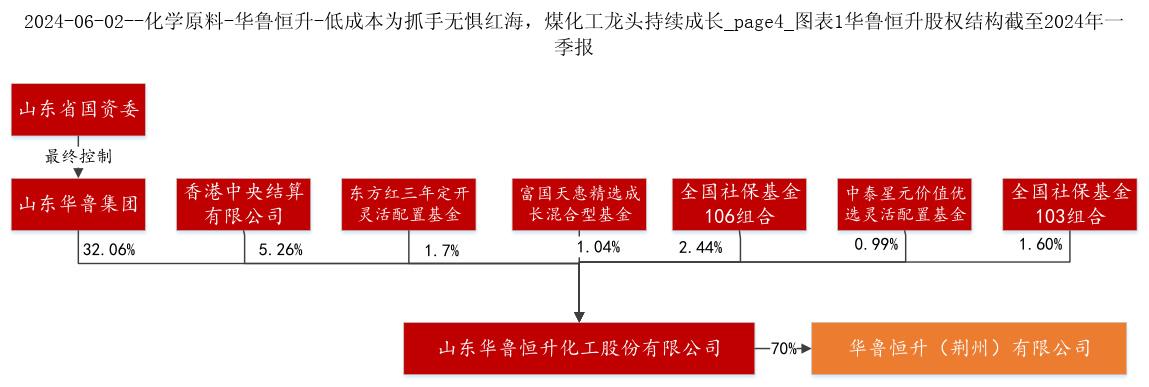 2024-06-02--化学原料-华鲁恒升-低成本为抓手无惧红海，煤化工龙头持续成长_page4_图表1华鲁恒升股权结构截至2024年一
季报
山东省国资委
最终控制
山东华鲁集团
香港中央结算
有限公司
东方红三年定开
灵活配置基金
富国天惠精选成
长混合型基金
全国社保基金
106组合
中泰星元价值优
选灵活配置基金
全国社保基金
103组合
32.06%
5.26%
1.7%
1.04%
2.44%
0.99%
1.60%
山东华鲁恒升化工股份有限公司
70%
华鲁恒升（荆州）有限公司